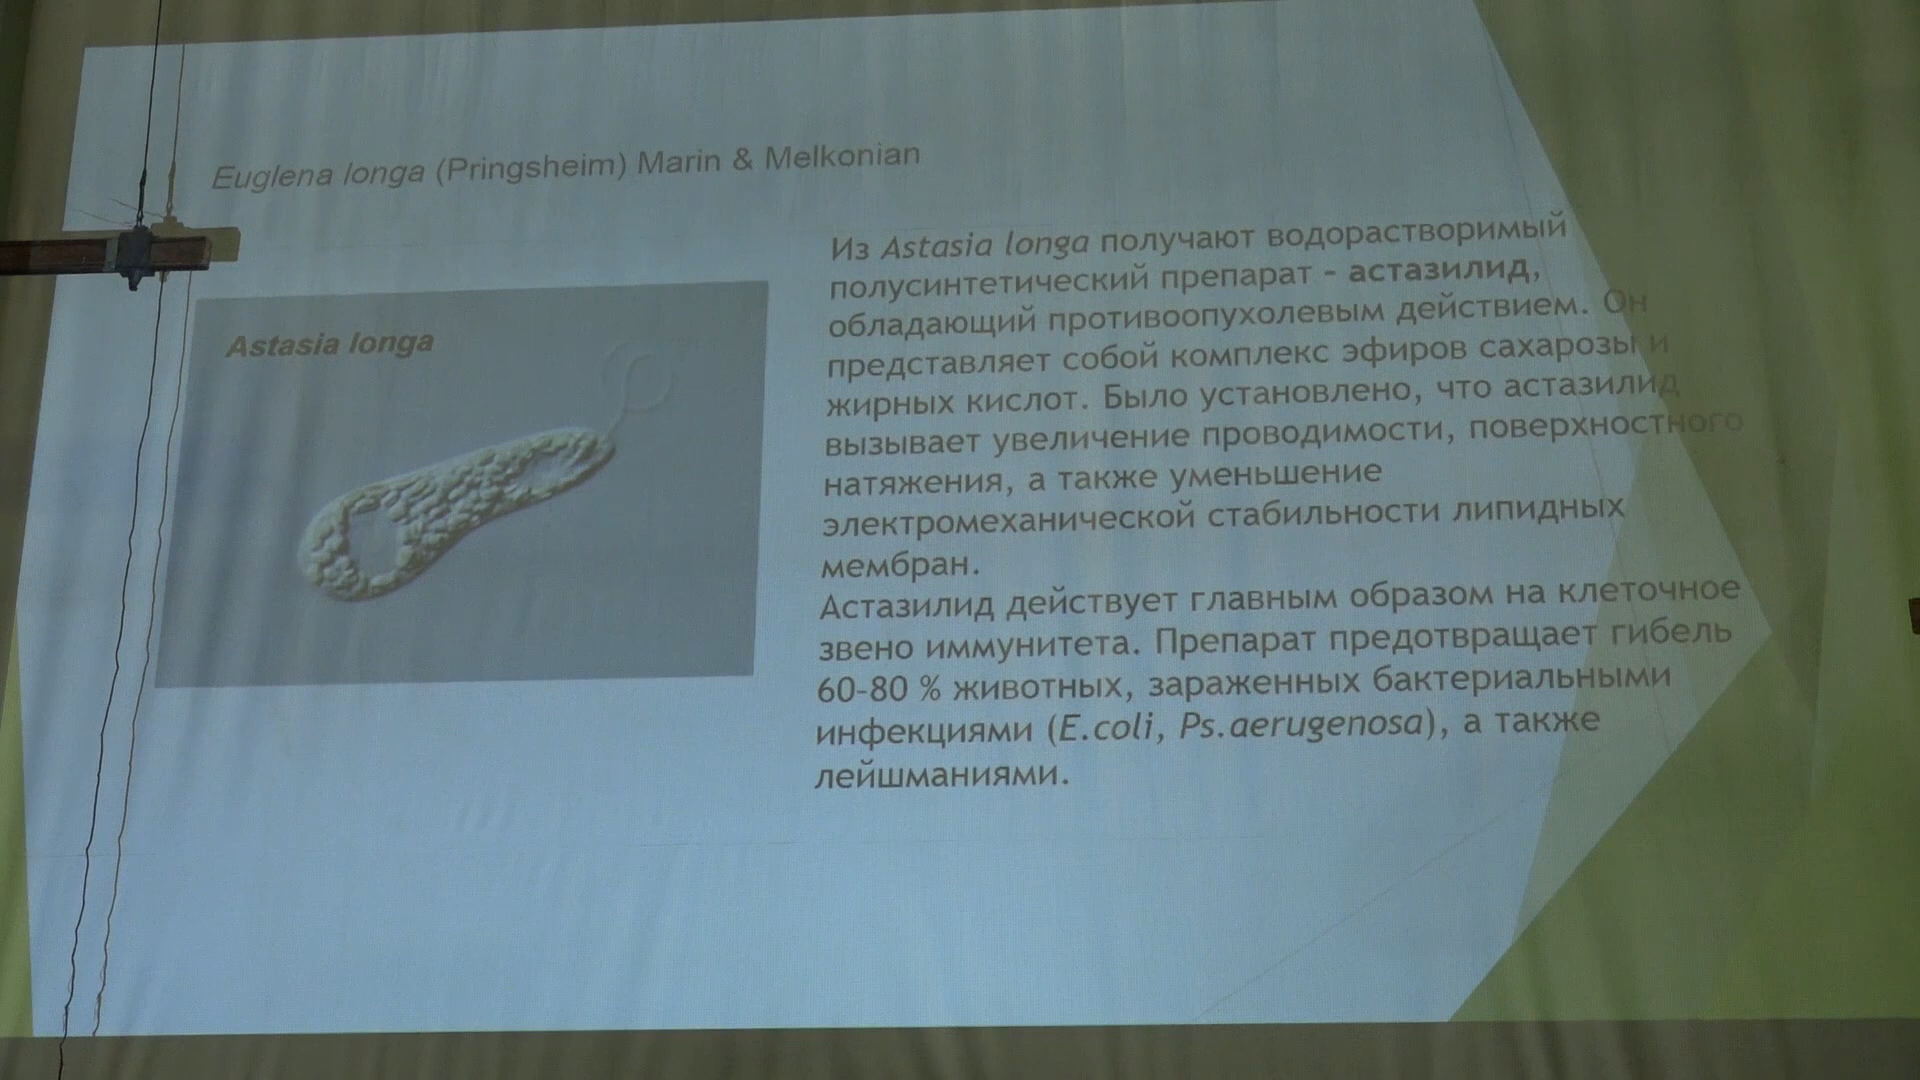 Euglena longa (Pringsheim) Marin & Melkonian
Astasia longa
Из Astasia longa получают водорастворимый
полусинтетический препарат - астазилид,
обладающий противоопухолевым действием. Он
представляет собой комплекс эфиров сахарозы и
жирных кислот. Было установлено, что астазилид
вызывает увеличение проводимости, поверхностного
натяжения, а также уменьшение
электромеханической стабильности липидных
мембран.
Астазилид действует главным образом на клеточное
звено иммунитета. Препарат предотвращает гибель
60-80 % животных, зараженных бактериальными
инфекциями (E.coli, Ps.aerugenosa), а также
лейшманиями.